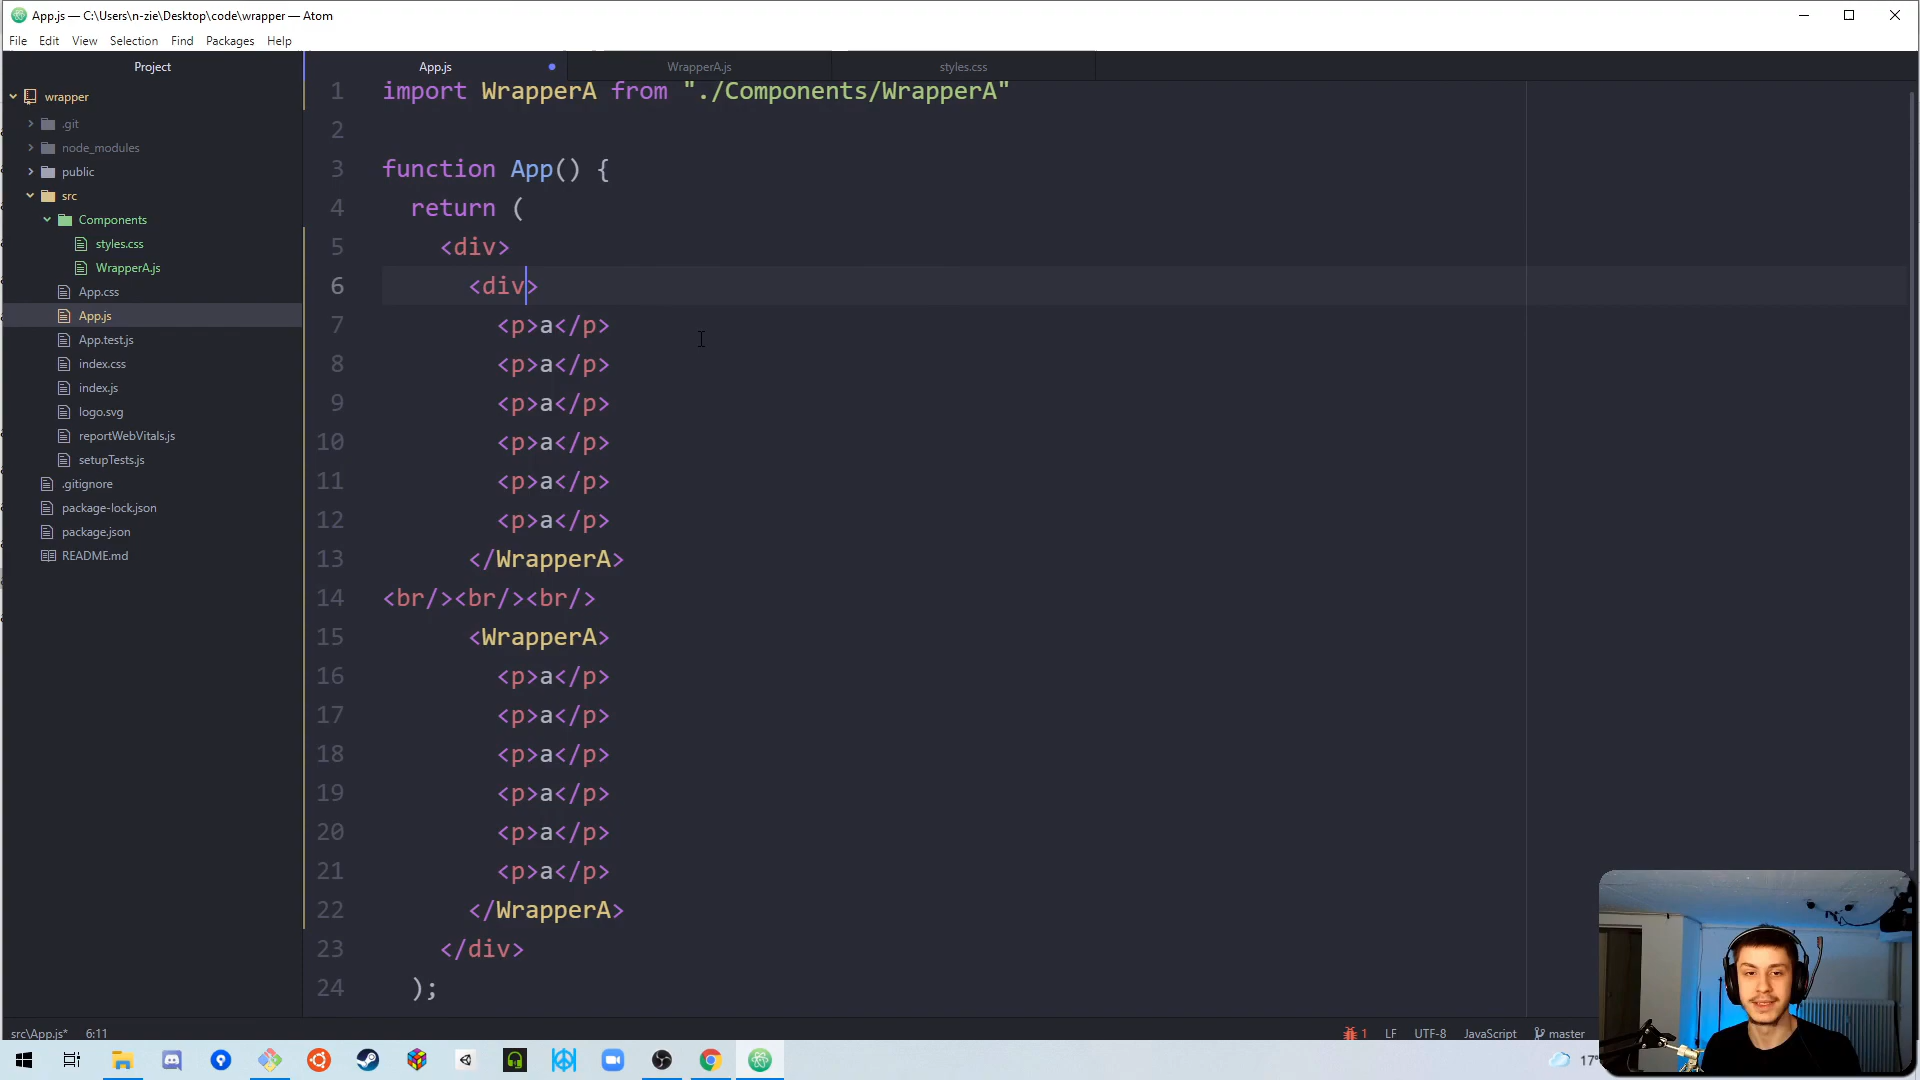 App.js — C:\Users\n-zie\Desktop\code\wrapper — Atom
File Edit View Selection Find Packages Help
Project
wrapper
.git
node_modules
public
src
Components
styles.css
WrapperA.js
App.css
App.js
App.test.js
index.css
index.js
logo.svg
reportWebVitals.js
setupTests.js
.gitignore
package-lock.json
package.json
README.md
App.js WrapperA.js styles.css
1 import WrapperA from "./Components/WrapperA"
2
3 function App() {
4 return (
5 <div>
6 <div>
7 <p>a</p>
8 <p>a</p>
9 <p>a</p>
10 <p>a</p>
11 <p>a</p>
12 <p>a</p>
13 </WrapperA>
14 <br/><br/><br/>
15 <WrapperA>
16 <p>a</p>
17 <p>a</p>
18 <p>a</p>
19 <p>a</p>
20 <p>a</p>
21 <p>a</p>
22 </WrapperA>
23 </div>
24 );
src\App.js* 6:11 1 LF UTF-8 JavaScript master
17°